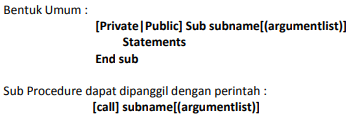 Bentuk Umum :
[Private|Public] Sub subname[(argumentlist)]
Statements
End sub
Sub Procedure dapat dipanggil dengan perintah :
[call] subname[(argumentlist)]